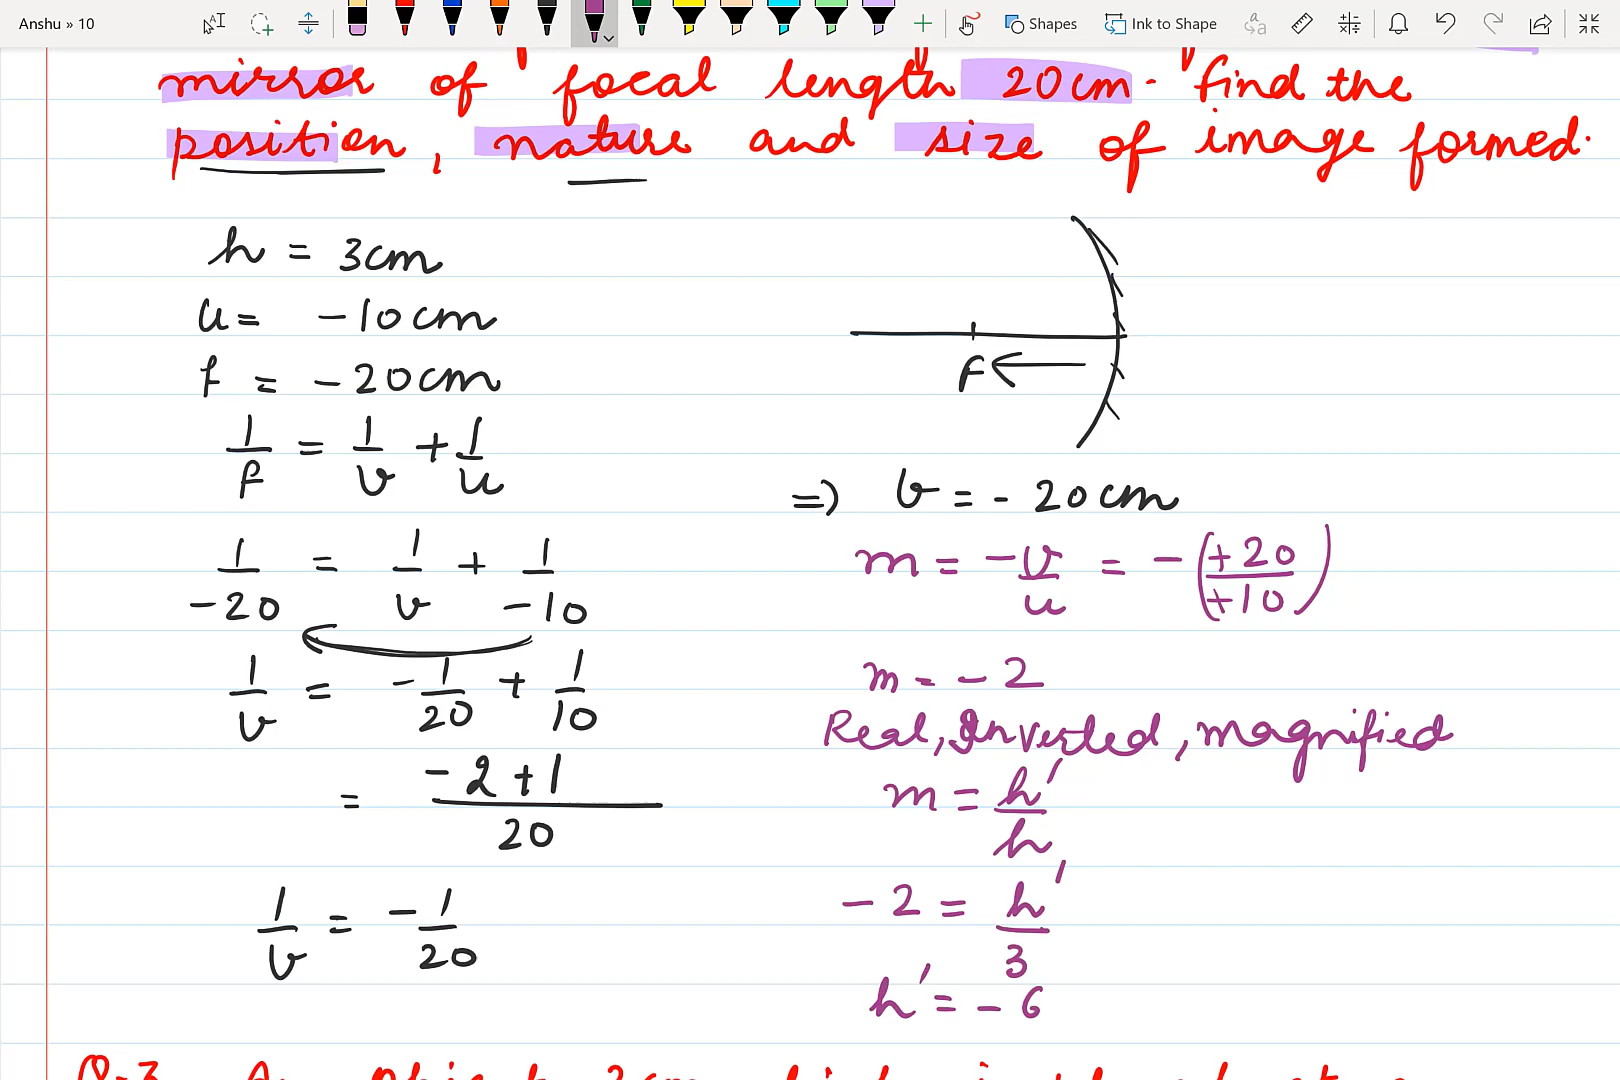 Anshu » 10
Shapes
Ink to Shape
mirror of focal length 20cm. find the
position, nature and size of image formed.
h = 3cm
u = -10cm
f = -20cm
1/f = 1/v + 1/u
1/-20 = 1/v + 1/-10
1/v = -1/20 + 1/10
= -2+1/20
1/v = -1/20
F
=> v = -20cm
m = -v/u = -(+20/+10)
m = -2
Real, Inverted, magnified
m = h'/h
-2 = h'/3
h' = -6